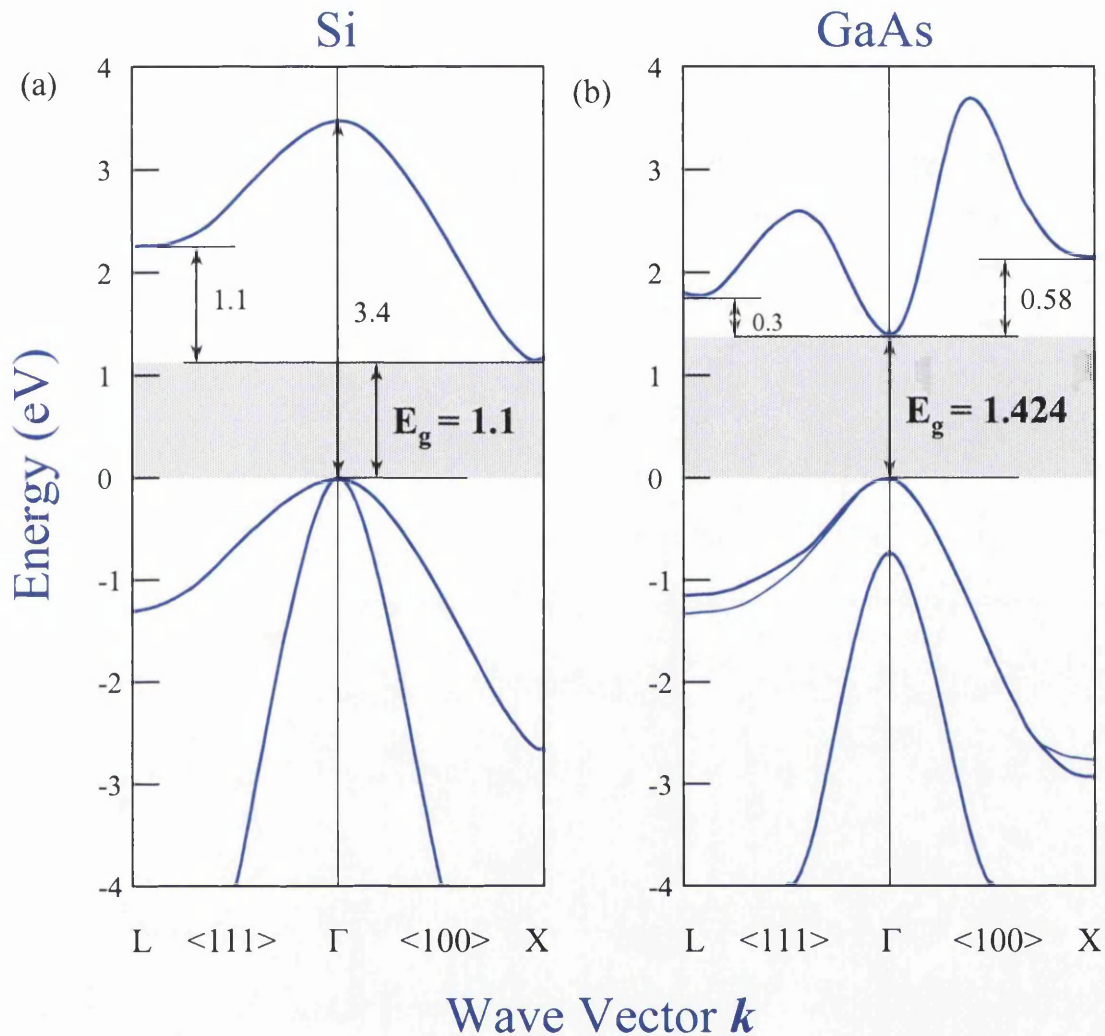 Si
GaAs
(a)
(b)
4
3
2
1
0
-1
-2
-3
-4
1.1
3.4
E_g = 1.1
4
3
2
1
0
-1
-2
-3
-4
0.3
0.58
E_g = 1.424
Energy (eV)
L <111> Γ <100> X
L <111> Γ <100> X
Wave Vector k